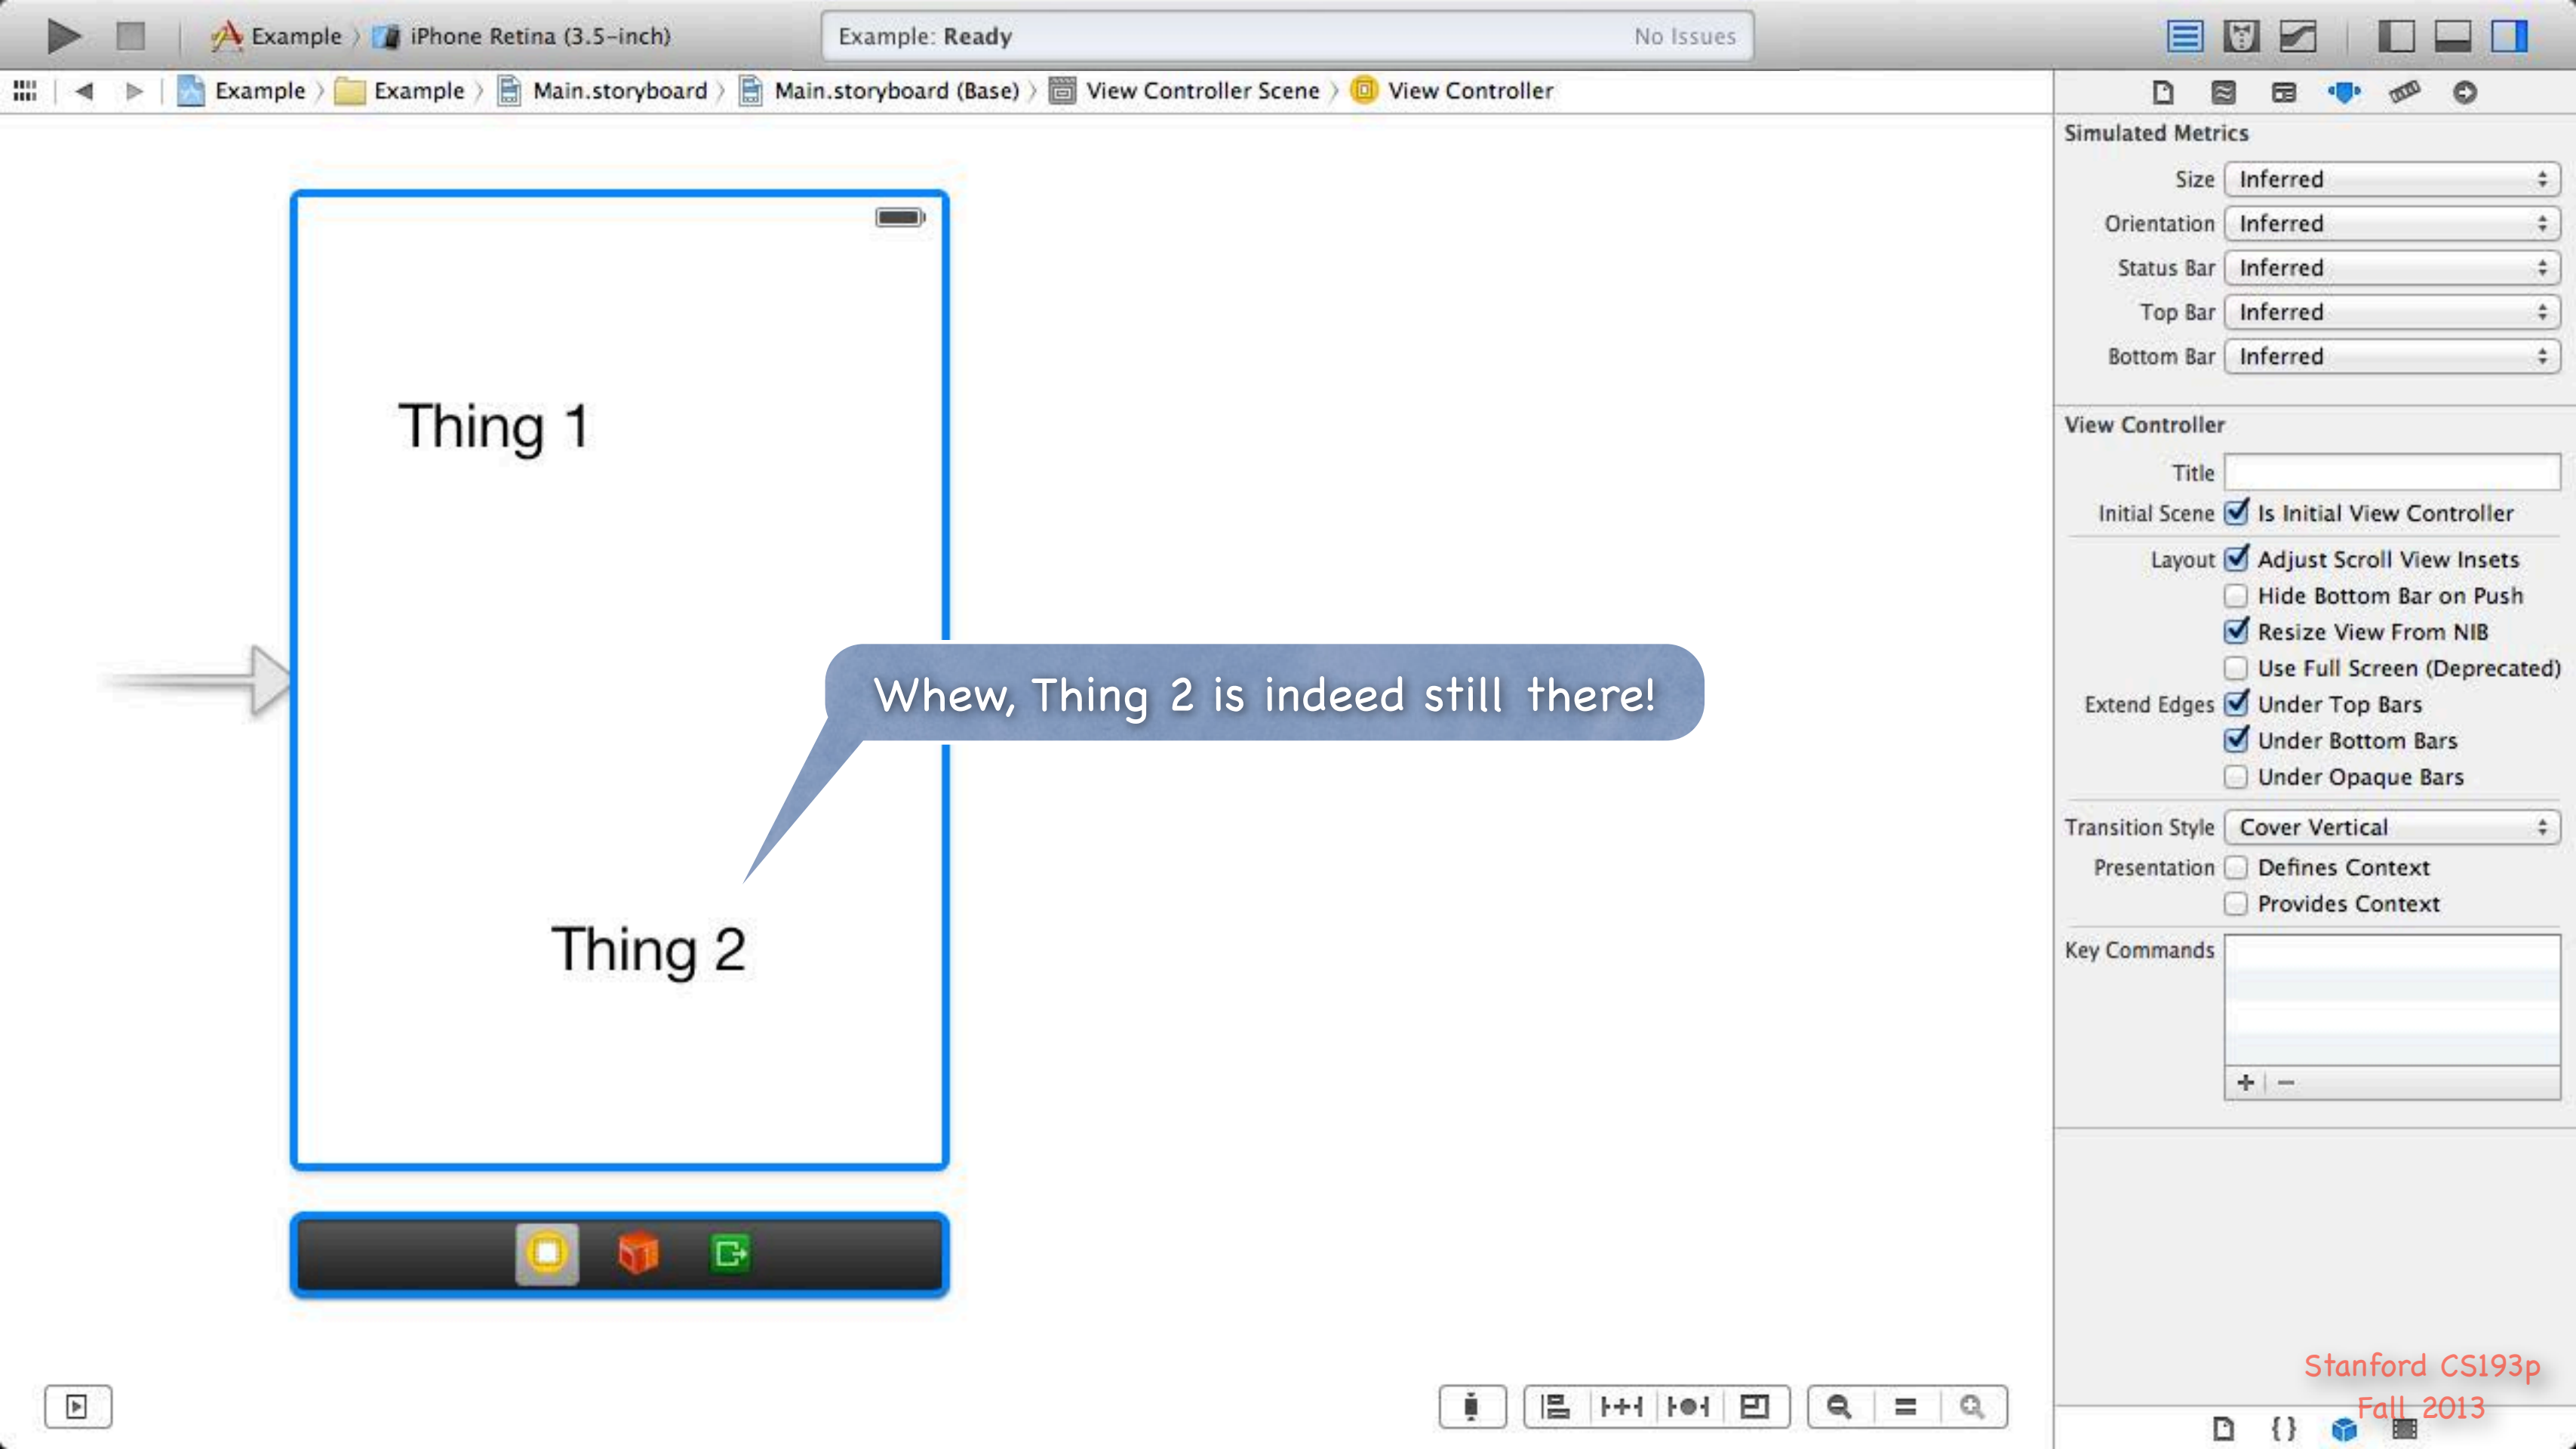 Example 〉 iPhone Retina (3.5-inch)
Example: Ready
No Issues
Example 〉 Example 〉 Main.storyboard 〉 Main.storyboard (Base) 〉 View Controller Scene 〉 View Controller
Thing 1
Whew, Thing 2 is indeed still there!
Thing 2
Simulated Metrics
Size Inferred
Orientation Inferred
Status Bar Inferred
Top Bar Inferred
Bottom Bar Inferred
View Controller
Title
Initial Scene Is Initial View Controller
Layout Adjust Scroll View Insets
Hide Bottom Bar on Push
Resize View From NIB
Use Full Screen (Deprecated)
Extend Edges Under Top Bars
Under Bottom Bars
Under Opaque Bars
Transition Style Cover Vertical
Presentation Defines Context
Provides Context
Key Commands
Stanford CS193p
Fall 2013